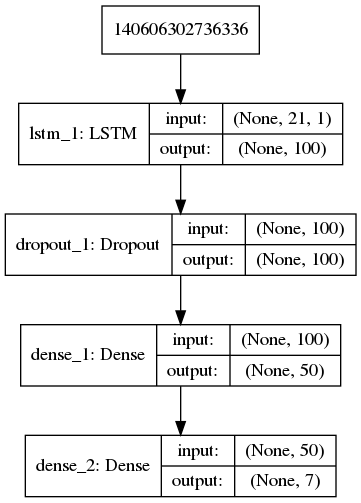 140606302736336
lstm_1: LSTM
input: (None, 21, 1)
output: (None, 100)
dropout_1: Dropout
input: (None, 100)
output: (None, 100)
dense_1: Dense
input: (None, 100)
output: (None, 50)
dense_2: Dense
input: (None, 50)
output: (None, 7)